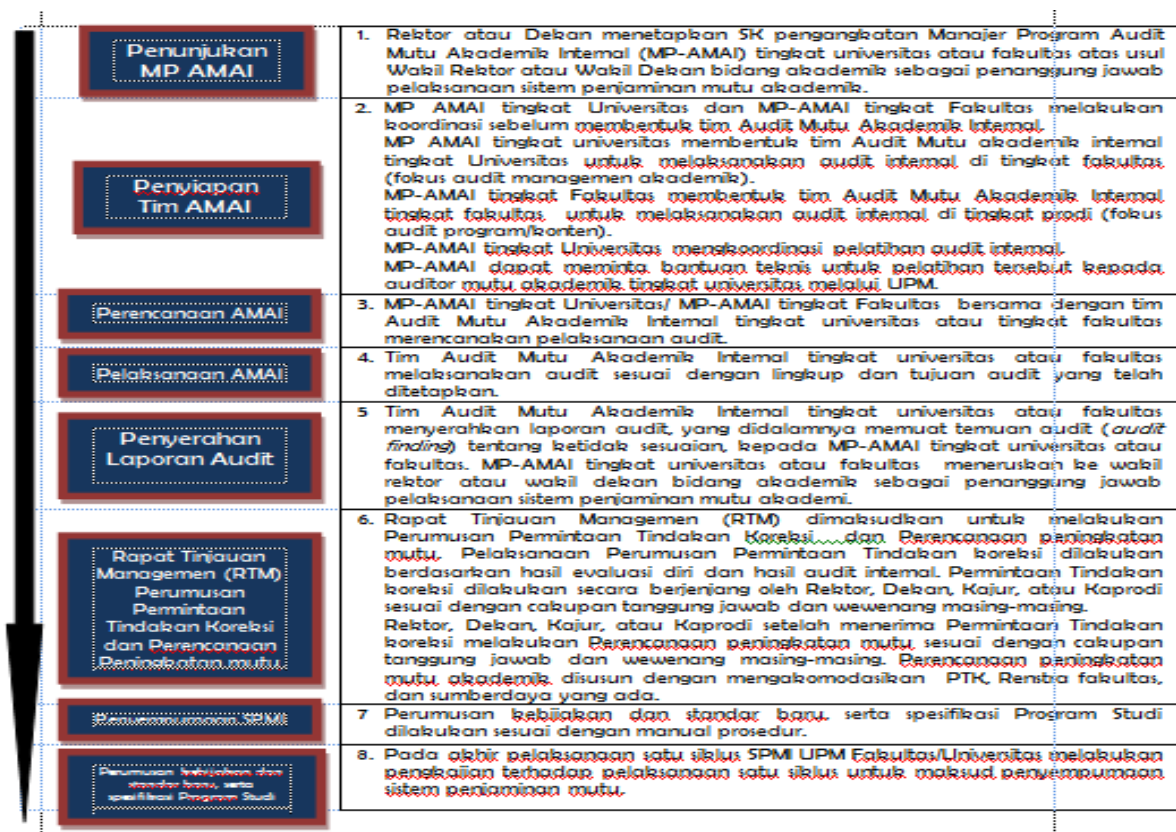 Penunjukan
MP AMAI
1. Rektor atau Dekan menetapkan SK pengangkatan Manajer Program Audit
Mutu Akademik Internal (MP-AMAI) tingkat universitas atau fakultas atas usul
Wakil Rektor atau Wakil Dekan bidang akademik sebagai penanggung jawab
pelaksanaan sistem penjaminan mutu akademik.
Penyiapan
Tim AMAI
2. MP AMAI tingkat Universitas dan MP-AMAI tingkat Fakultas melakukan
koordinasi sebelum membentuk tim Audit Mutu Akademik Internal.
MP AMAI tingkat universitas membentuk tim Audit Mutu akademik internal
tingkat Universitas untuk melaksanakan audit internal di tingkat fakultas
(fokus audit managemen akademik).
MP-AMAI tingkat Fakultas membentuk tim Audit Mutu Akademik Internal
tingkat fakultas untuk melaksanakan audit internal di tingkat prodi (fokus
audit program/konten).
MP-AMAI tingkat Universitas mengkoordinasi pelatihan audit internal.
MP-AMAI dapat meminta bantuan teknis untuk pelatihan tersebut kepada
auditor mutu akademik tingkat universitas melalui UPM.
Perencanaan AMAI
3. MP-AMAI tingkat Universitas/ MP-AMAI tingkat Fakultas bersama dengan tim
Audit Mutu Akademik Internal tingkat universitas atau tingkat fakultas
merencanakan pelaksanaan audit.
Pelaksanaan AMAI
4. Tim Audit Mutu Akademik Internal tingkat universitas atau fakultas
melaksanakan audit sesuai dengan lingkup dan tujuan audit yang telah
ditetapkan.
Penyerahan
Laporan Audit
5 Tim Audit Mutu Akademik Internal tingkat universitas atau fakultas
menyerahkan laporan audit, yang didalamnya memuat temuan audit (audit
finding) tentang ketidak sesuaian, kepada MP-AMAI tingkat universitas atau
fakultas. MP-AMAI tingkat universitas atau fakultas meneruskan ke wakil
rektor atau wakil dekan bidang akademik sebagai penanggung jawab
pelaksanaan sistem penjaminan mutu akademi.
Rapat Tinjauan
Managemen (RTM)
Perumusan
Permintaan
Tindakan Koreksi
dan Perencanaan
Peningkatan mutu
6. Rapat Tinjauan Managemen (RTM) dimaksudkan untuk melakukan
Perumusan Permintaan Tindakan Koreksi dan Perencanaan peningkatan
mutu. Pelaksanaan Perumusan Permintaan Tindakan koreksi dilakukan
berdasarkan hasil evaluasi diri dan hasil audit internal. Permintaan Tindakan
koreksi dilakukan secara berjenjang oleh Rektor, Dekan, Kajur, atau Kaprodi
sesuai dengan cakupan tanggung jawab dan wewenang masing-masing.
Rektor, Dekan, Kajur, atau Kaprodi setelah menerima Permintaan Tindakan
koreksi melakukan Perencanaan peningkatan mutu sesuai dengan cakupan
tanggung jawab dan wewenang masing-masing. Perencanaan peningkatan
mutu akademik disusun dengan mengakomodasikan PTK, Renstra fakultas,
dan sumberdaya yang ada.
Penyempurnaan SPMI
7 Perumusan kebijakan dan standar baru, serta spesifikasi Program Studi
dilakukan sesuai dengan manual prosedur.
Perumusan kebijakan dan
standar baru, serta
spesifikasi Program Studi
8. Pada akhir pelaksanaan satu siklus SPMI UPM Fakultas/Universitas melakukan
pengkajian terhadap pelaksanaan satu siklus untuk maksud penyempurnaan
sistem penjaminan mutu.